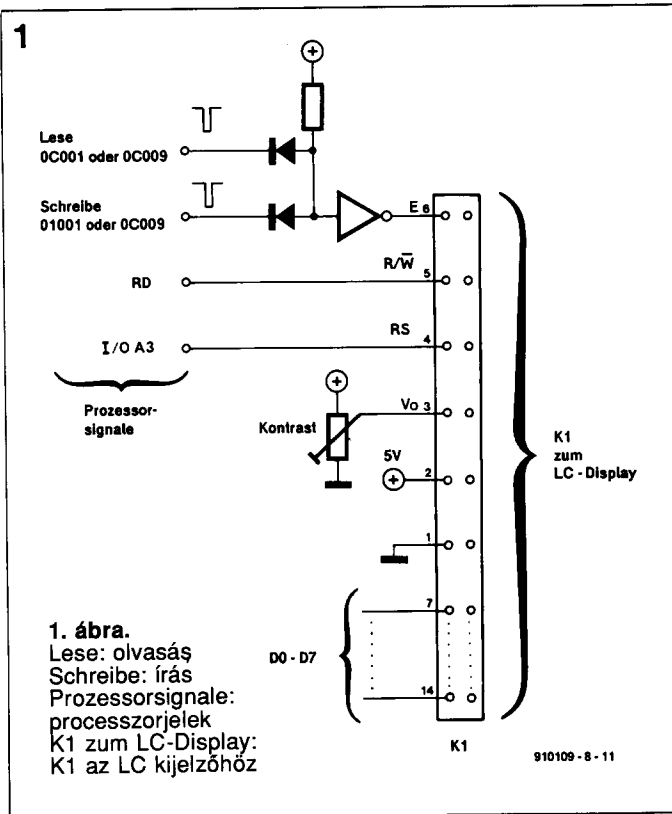 1
Lese
0C001 oder 0C009
Schreibe
01001 oder 0C009
RD
I/O A3
Prozessor-
signale
E 6
R/W̅
5
RS
4
Kontrast
Vo 3
5V
2
1
7
D0 - D7
14
K1
zum
LC - Display
K1
910109 - 8 - 11
1. ábra.
Lese: olvasás
Schreibe: írás
Prozessorsignale:
processzorjelek
K1 zum LC-Display:
K1 az LC kijelzőhöz